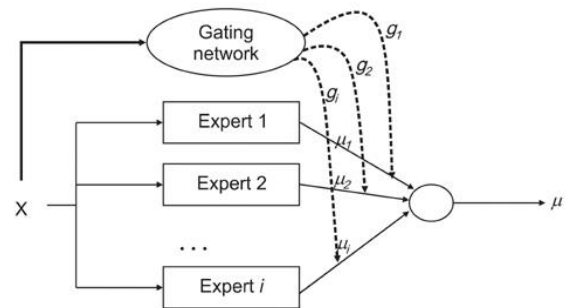 Gating
network
g1
g2
gi
Expert 1
μ1
X
Expert 2
μ2
μ
...
μi
Expert i